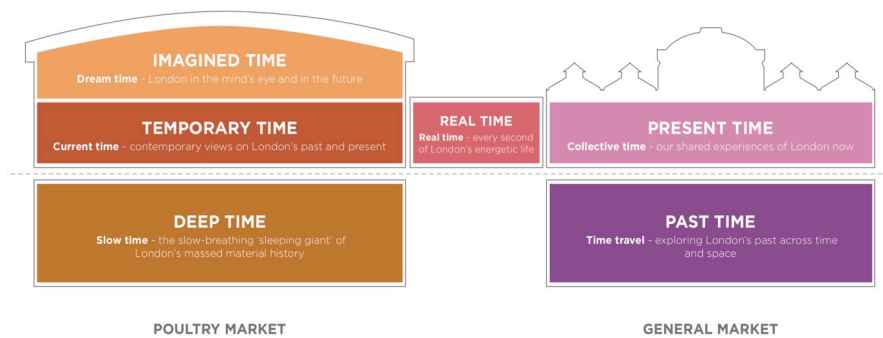 IMAGINED TIME
Dream time - London in the mind's eye and in the future
TEMPORARY TIME
Current time - contemporary views on London's past and present
REAL TIME
Real time - every second
of London's energetic life
PRESENT TIME
Collective time - our shared experiences of London now
DEEP TIME
Slow time - the slow-breathing 'sleeping giant' of
London's massed material history
PAST TIME
Time travel - exploring London's past across time
and space
POULTRY MARKET
GENERAL MARKET